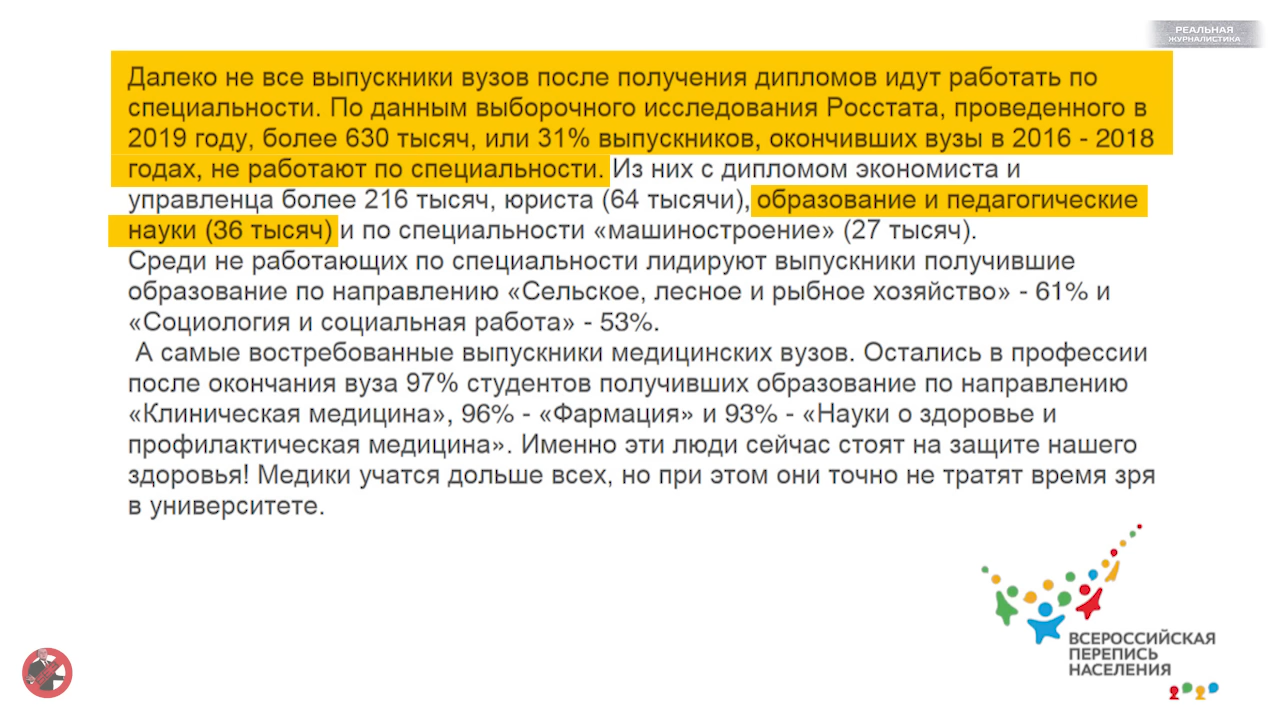 РЕАЛЬНАЯ
ЖУРНАЛИСТИКА
Далеко не все выпускники вузов после получения дипломов идут работать по
специальности. По данным выборочного исследования Росстата, проведенного в
2019 году, более 630 тысяч, или 31% выпускников, окончивших вузы в 2016 - 2018
годах, не работают по специальности. Из них с дипломом экономиста и
управленца более 216 тысяч, юриста (64 тысячи), образование и педагогические
науки (36 тысяч) и по специальности «машиностроение» (27 тысяч).
Среди не работающих по специальности лидируют выпускники получившие
образование по направлению «Сельское, лесное и рыбное хозяйство» - 61% и
«Социология и социальная работа» - 53%.
А самые востребованные выпускники медицинских вузов. Остались в профессии
после окончания вуза 97% студентов получивших образование по направлению
«Клиническая медицина», 96% - «Фармация» и 93% - «Науки о здоровье и
профилактическая медицина». Именно эти люди сейчас стоят на защите нашего
здоровья! Медики учатся дольше всех, но при этом они точно не тратят время зря
в университете.
ВСЕРОССИЙСКАЯ
ПЕРЕПИСЬ
НАСЕЛЕНИЯ
2020